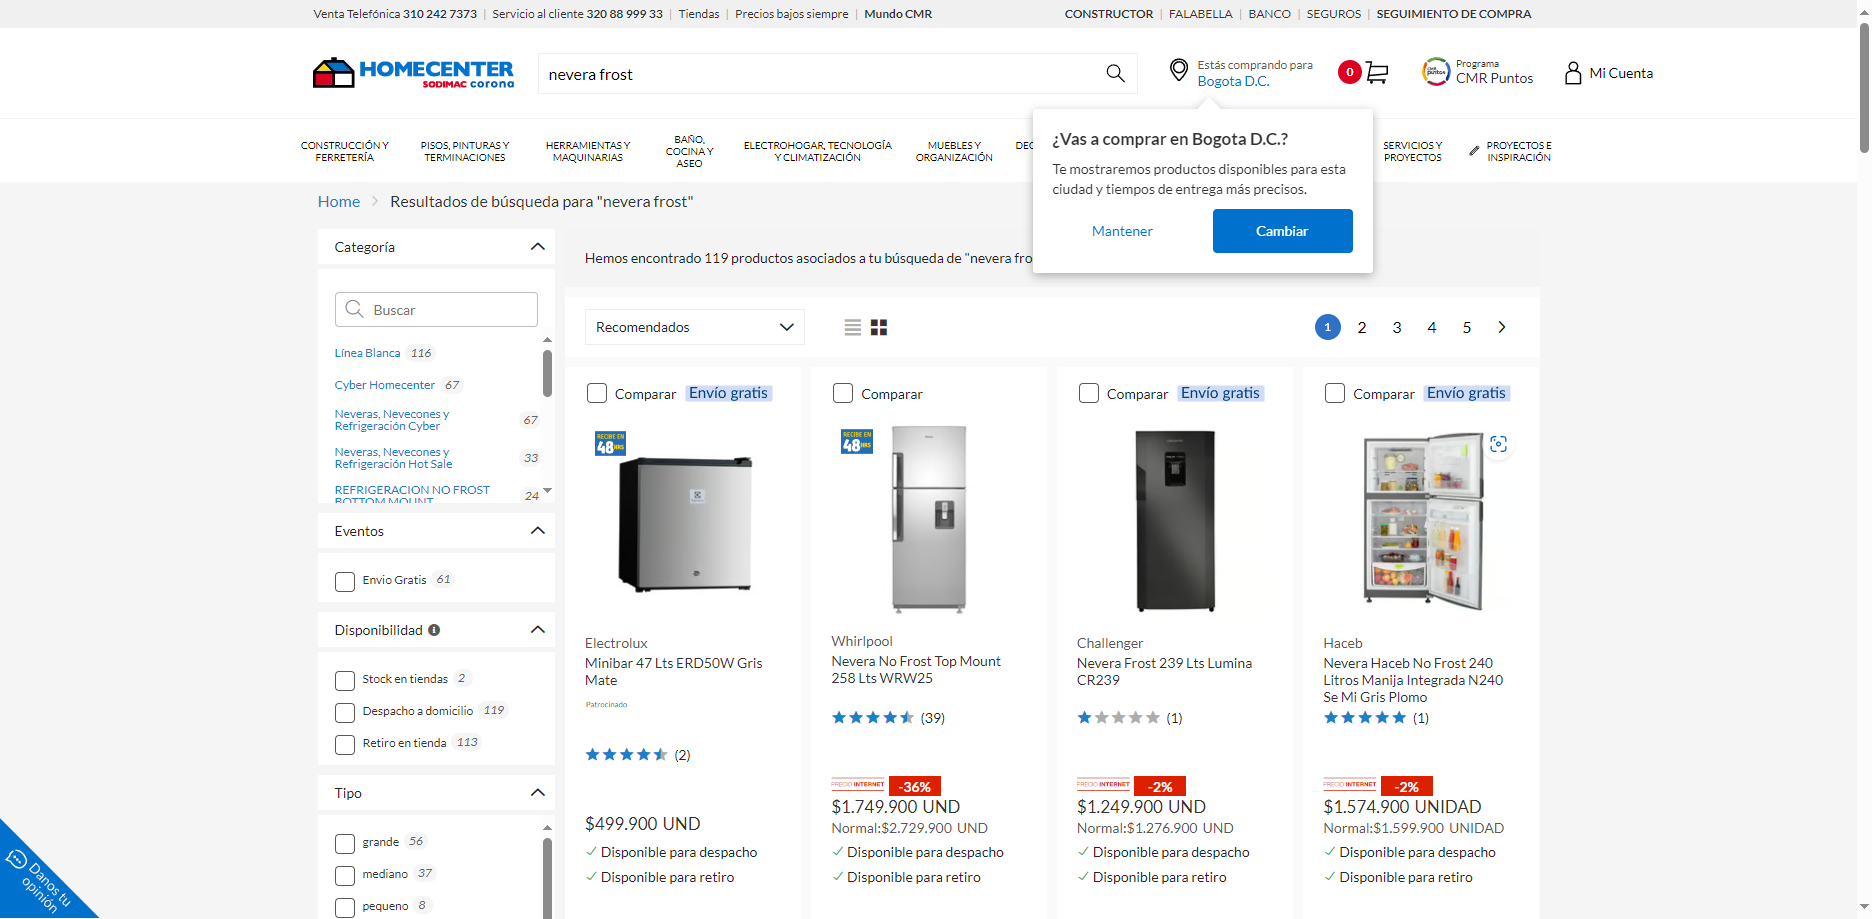 Venta Telefónica 310 242 7373 | Servicio al cliente 320 88 999 33 | Tiendas | Precios bajos siempre | Mundo CMR
CONSTRUCTOR | FALABELLA | BANCO | SEGUROS | SEGUIMIENTO DE COMPRA
HOMECENTER
SODIMAC corona
nevera frost
Estás comprando para
Bogota D.C.
0
CMR puntos
Programa
CMR Puntos
Mi Cuenta
CONSTRUCCIÓN Y
FERRETERÍA
PISOS, PINTURAS Y
TERMINACIONES
HERRAMIENTAS Y
MAQUINARIAS
BAÑO,
COCINA Y
ASEO
ELECTROHOGAR, TECNOLOGÍA
Y CLIMATIZACIÓN
MUEBLES Y
ORGANIZACIÓN
DEC
SERVICIOS Y
PROYECTOS
PROYECTOS E
INSPIRACIÓN
¿Vas a comprar en Bogota D.C.?
Te mostraremos productos disponibles para esta
ciudad y tiempos de entrega más precisos.
Mantener
Cambiar
Home
Resultados de búsqueda para "nevera frost"
Categoría
Buscar
Línea Blanca 116
Cyber Homecenter 67
Neveras, Nevecones y
Refrigeración Cyber 67
Neveras, Nevecones y
Refrigeración Hot Sale 33
REFRIGERACION NO FROST
BOTTOM MOUNT 24
Eventos
Envio Gratis 61
Disponibilidad
Stock en tiendas 2
Despacho a domicilio 119
Retiro en tienda 113
Tipo
grande 56
mediano 37
pequeno 8
Danos tu
opinión
Hemos encontrado 119 productos asociados a tu búsqueda de "nevera fro
Recomendados
1 2 3 4 5
Comparar Envío gratis
RECIBE EN
48HRS
Electrolux
Minibar 47 Lts ERD50W Gris
Mate
Patrocinado
(2)
$499.900 UND
Disponible para despacho
Disponible para retiro
Comparar
RECIBE EN
48HRS
Whirlpool
Nevera No Frost Top Mount
258 Lts WRW25
(39)
PRECIO INTERNET -36%
$1.749.900 UND
Normal:$2.729.900 UND
Disponible para despacho
Disponible para retiro
Comparar Envío gratis
Challenger
Nevera Frost 239 Lts Lumina
CR239
(1)
PRECIO INTERNET -2%
$1.249.900 UND
Normal:$1.276.900 UND
Disponible para despacho
Disponible para retiro
Comparar Envío gratis
Haceb
Nevera Haceb No Frost 240
Litros Manija Integrada N240
Se Mi Gris Plomo
(1)
PRECIO INTERNET -2%
$1.574.900 UNIDAD
Normal:$1.599.900 UNIDAD
Disponible para despacho
Disponible para retiro